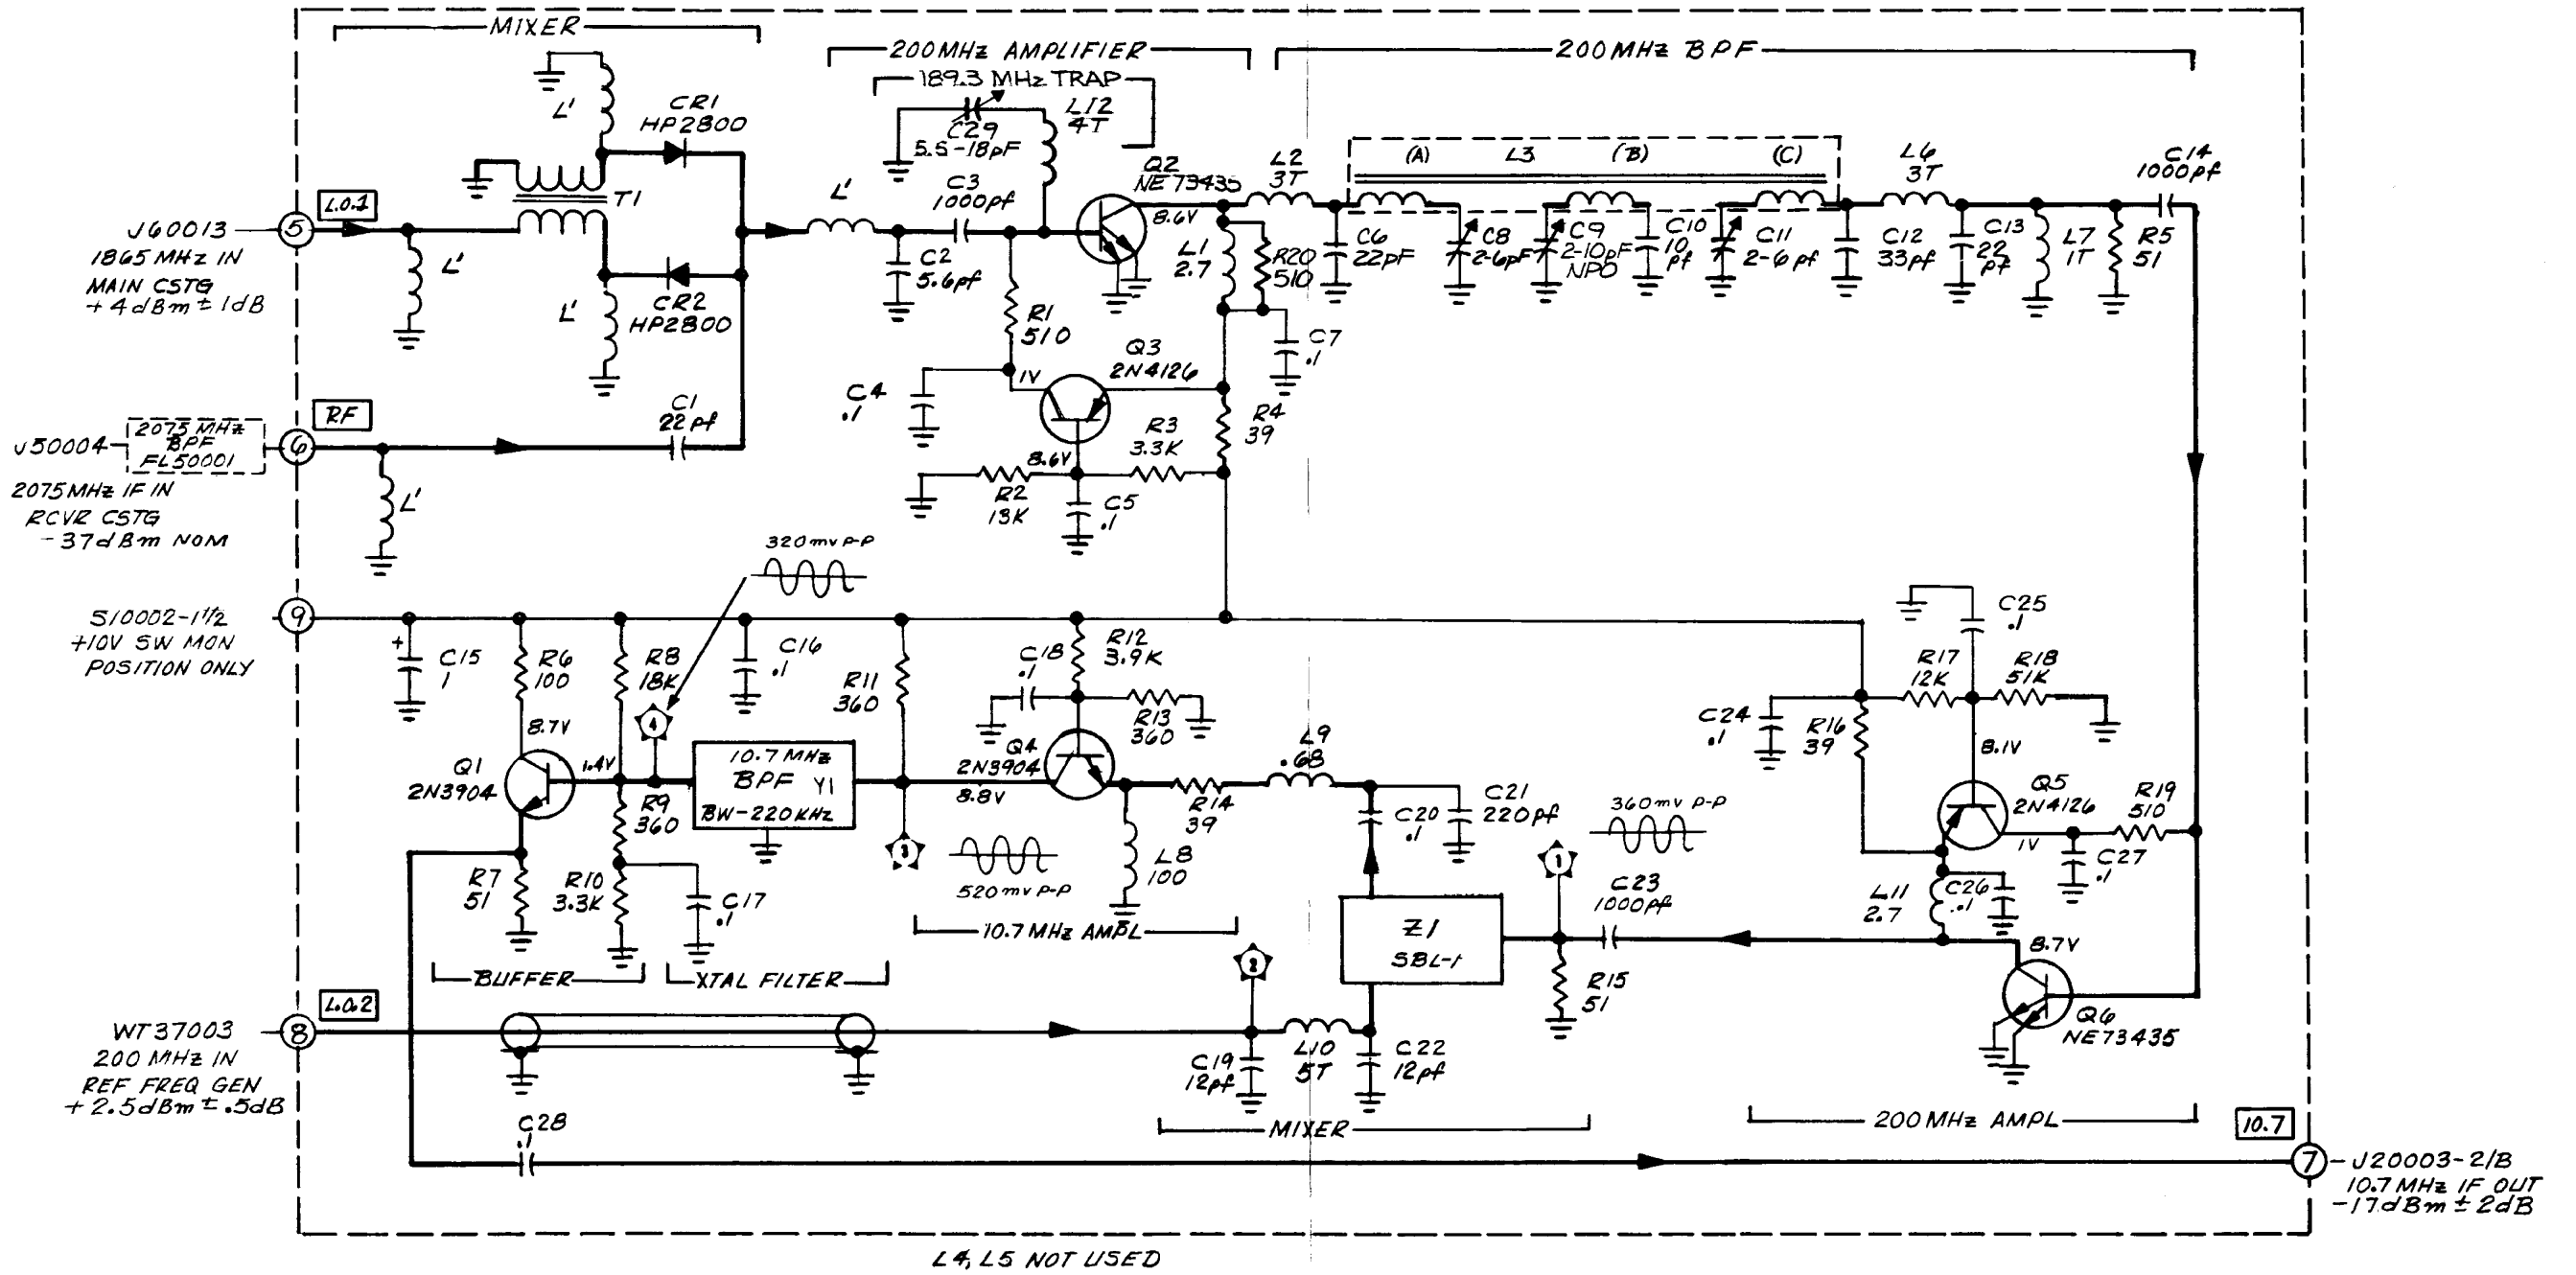 MIXER
200MHz AMPLIFIER
200MHz BPF
189.3 MHz TRAP
L12
4T
C29
5.5-18pF
L'
CR1
HP2800
T1
L.O.1
J60013
5
1865 MHz IN
MAIN CSTG
+4dBm ± 1dB
L'
L'
CR2
HP2800
L'
C3
1000pf
C2
5.6pf
Q2
NE73435
8.6V
L2
3T
(A)
L3
(B)
(C)
L6
3T
C14
1000pf
L1
2.7
R20
510
C6
22pF
C8
2-6pF
C9
2-10pF
NPO
C10
10
pf
C11
2-6pf
C12
33pf
C13
22
pf
L7
1T
R5
51
R1
510
C7
.1
Q3
2N4126
1V
C4
.1
R4
39
R3
3.3K
8.6V
R2
13K
C5
.1
RF
C1
22pf
J50004
2075 MHz
BPF
FL50001
6
2075MHz IF IN
RCVR CSTG
-37dBm NOM
L'
320mv P-P
S10002-1 1/2
+10V SW MON
POSITION ONLY
9
+
C15
1
R6
100
R8
18K
C16
.1
R11
360
C18
.1
R12
3.9K
R13
360
C25
.1
R17
12K
R18
51K
C24
.1
R16
39
8.1V
8.7V
Q1
2N3904
1.4V
4
10.7 MHz
BPF Y1
BW-220KHz
Q4
2N3904
8.8V
3
520mv P-P
R14
39
L9
.68
C20
.1
C21
220pf
L8
100
R9
360
R7
51
R10
3.3K
C17
.1
10.7MHz AMPL
BUFFER
XTAL FILTER
360mv P-P
1
C23
1000pf
Z1
SBL-1
R15
51
Q5
2N4126
R19
510
1V
C27
.1
L11
2.7
C26
.1
8.7V
Q6
NE73435
2
L.O.2
WT37003
8
200 MHz IN
REF FREQ GEN
+2.5dBm ± .5dB
C19
12pf
L10
5T
C22
12pf
C28
.1
MIXER
200MHz AMPL
10.7
7
J20003-2/B
10.7MHz IF OUT
-17dBm ± 2dB
L4, L5 NOT USED